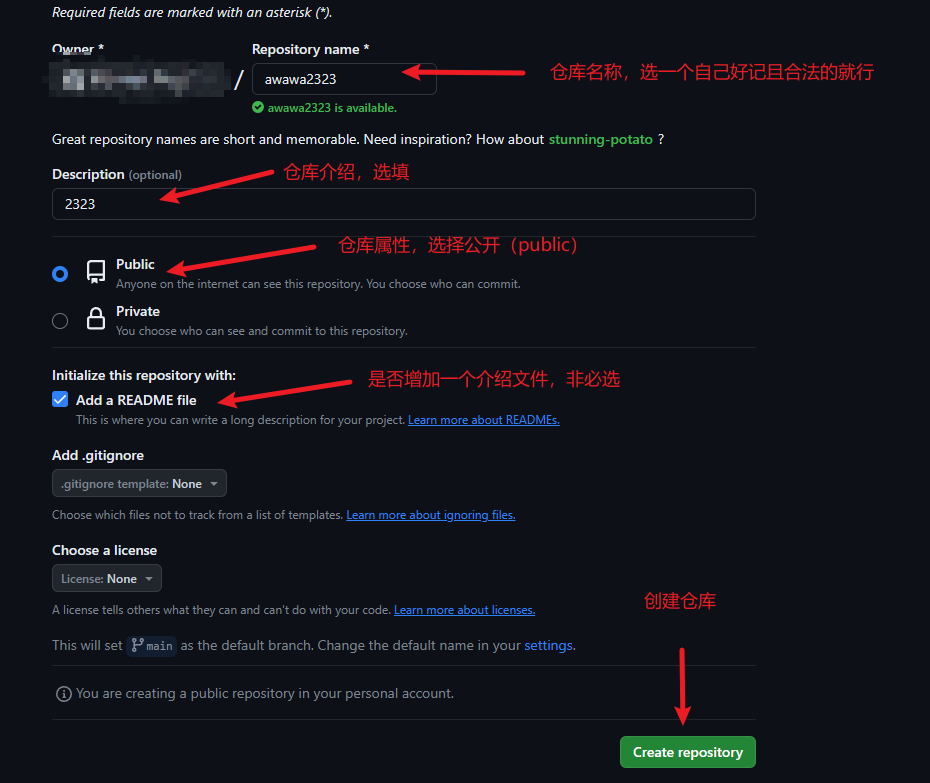 Required fields are marked with an asterisk (*).
Owner *
Repository name *
/
awawa2323
仓库名称，选一个自己好记且合法的就行
awawa2323 is available.
Great repository names are short and memorable. Need inspiration? How about stunning-potato ?
Description (optional)
仓库介绍，选填
2323
仓库属性，选择公开（public）
Public
Anyone on the internet can see this repository. You choose who can commit.
Private
You choose who can see and commit to this repository.
Initialize this repository with:
是否增加一个介绍文件，非必选
Add a README file
This is where you can write a long description for your project. Learn more about READMEs.
Add .gitignore
.gitignore template: None
Choose which files not to track from a list of templates. Learn more about ignoring files.
Choose a license
License: None
创建仓库
A license tells others what they can and can't do with your code. Learn more about licenses.
This will set main as the default branch. Change the default name in your settings.
You are creating a public repository in your personal account.
Create repository